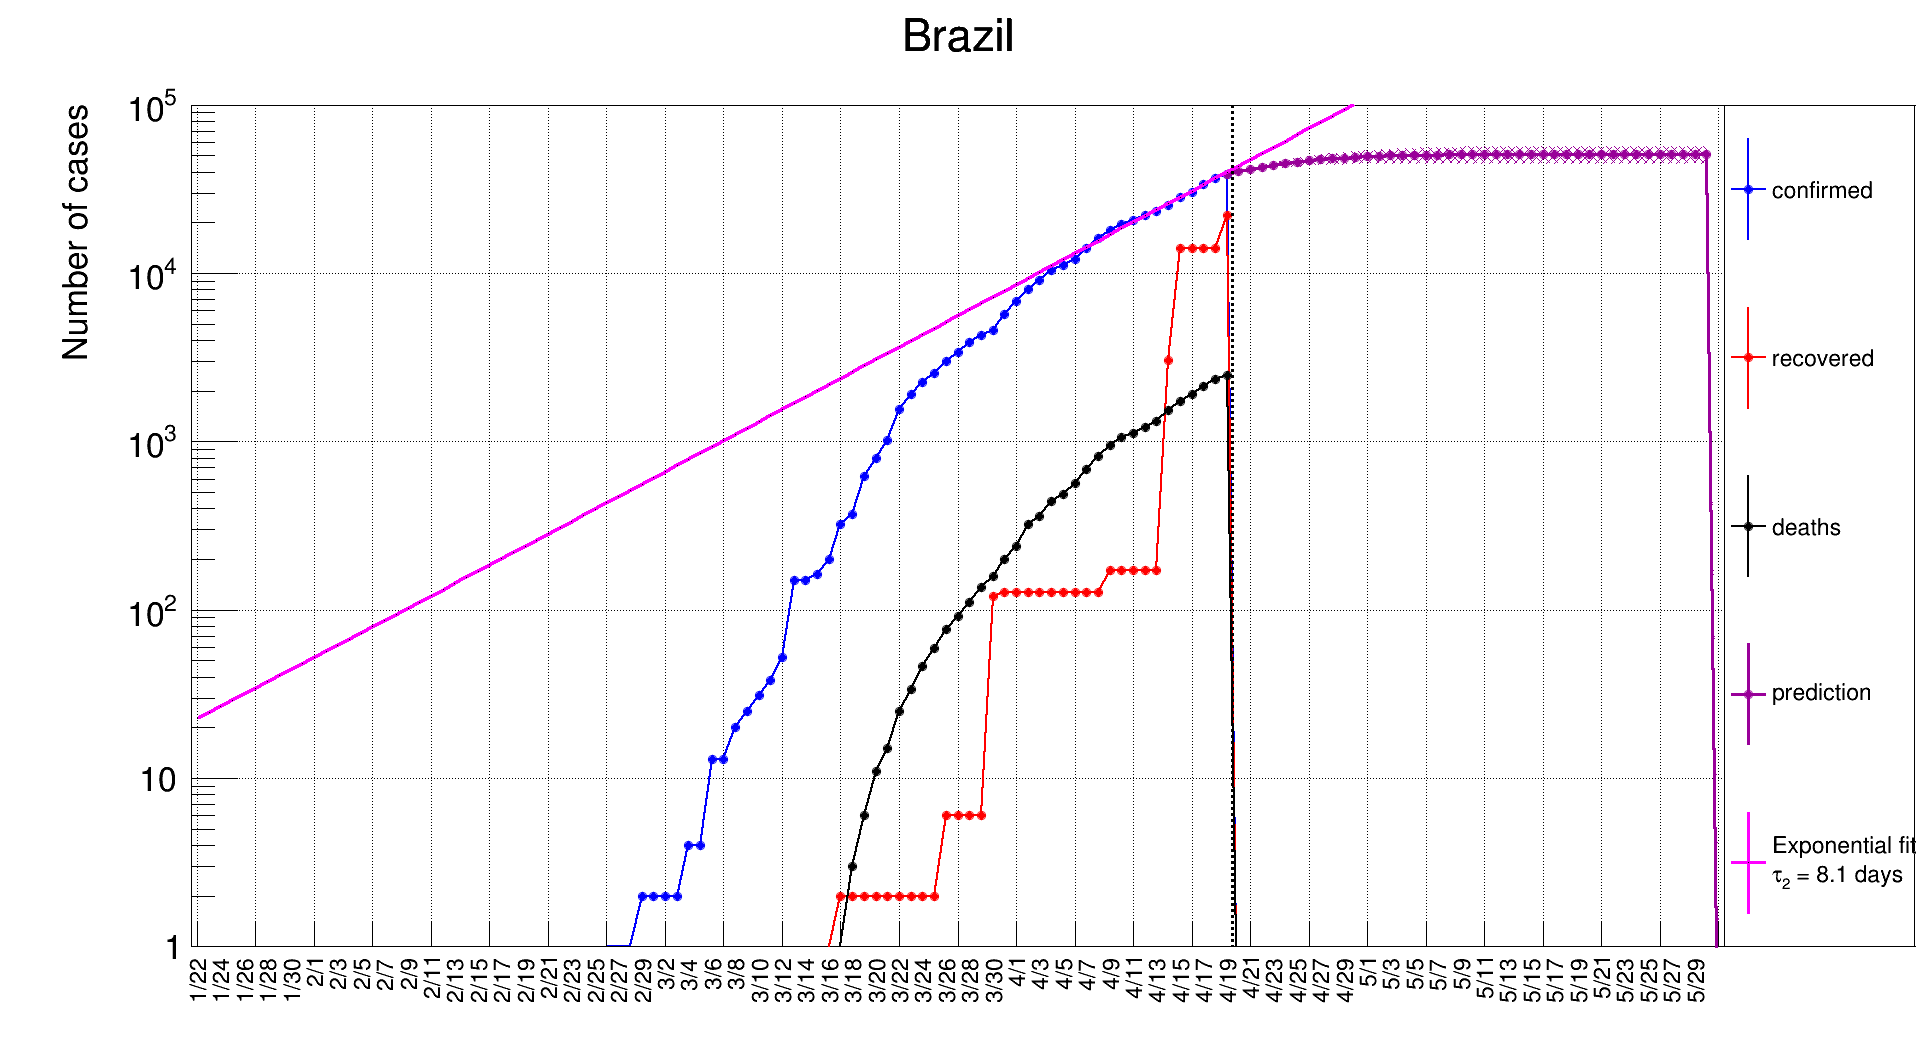 Brazil
Number of cases
10^5
10^4
10^3
10^2
10
1
1/22 1/24 1/26 1/28 1/30 2/1 2/3 2/5 2/7 2/9 2/11 2/13 2/15 2/17 2/19 2/21 2/23 2/25 2/27 2/29 3/2 3/4 3/6 3/8 3/10 3/12 3/14 3/16 3/18 3/20 3/22 3/24 3/26 3/28 3/30 4/1 4/3 4/5 4/7 4/9 4/11 4/13 4/15 4/17 4/19 4/21 4/23 4/25 4/27 4/29 5/1 5/3 5/5 5/7 5/9 5/11 5/13 5/15 5/17 5/19 5/21 5/23 5/25 5/27 5/29
confirmed
recovered
deaths
prediction
Exponential fit
τ₂ = 8.1 days